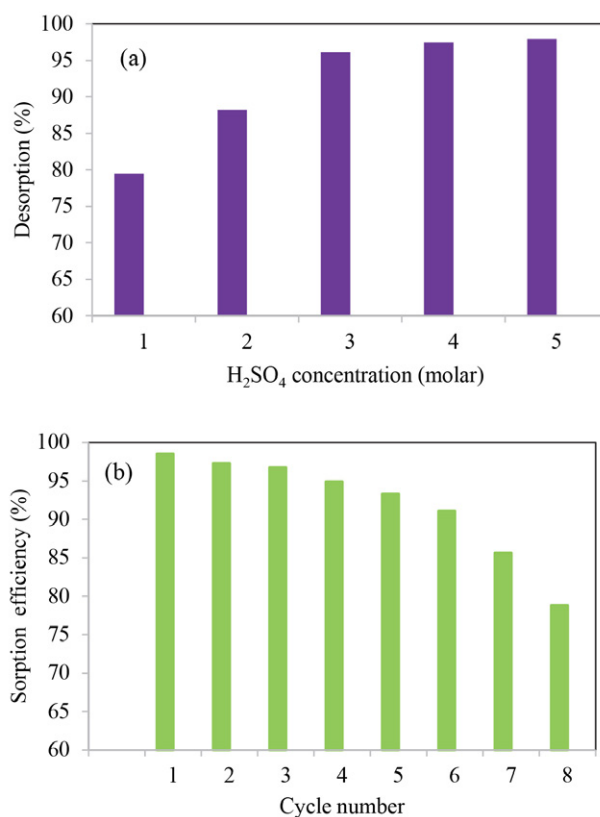 100
(a)
95
90
85
80
75
70
65
60
Desorption (%)
1 2 3 4 5
H₂SO₄ concentration (molar)
100
(b)
95
90
85
80
75
70
65
60
Sorption efficiency (%)
1 2 3 4 5 6 7 8
Cycle number